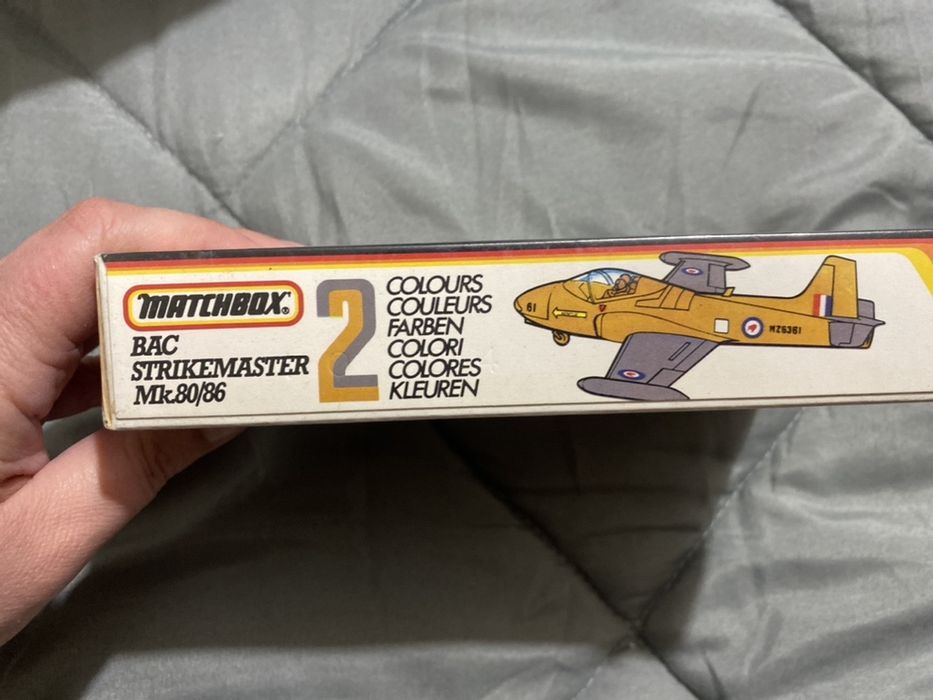 MATCHBOX®
BAC
STRIKEMASTER
Mk.80/86
2
COLOURS
COULEURS
FARBEN
COLORI
COLORES
KLEUREN
61
NZ6361